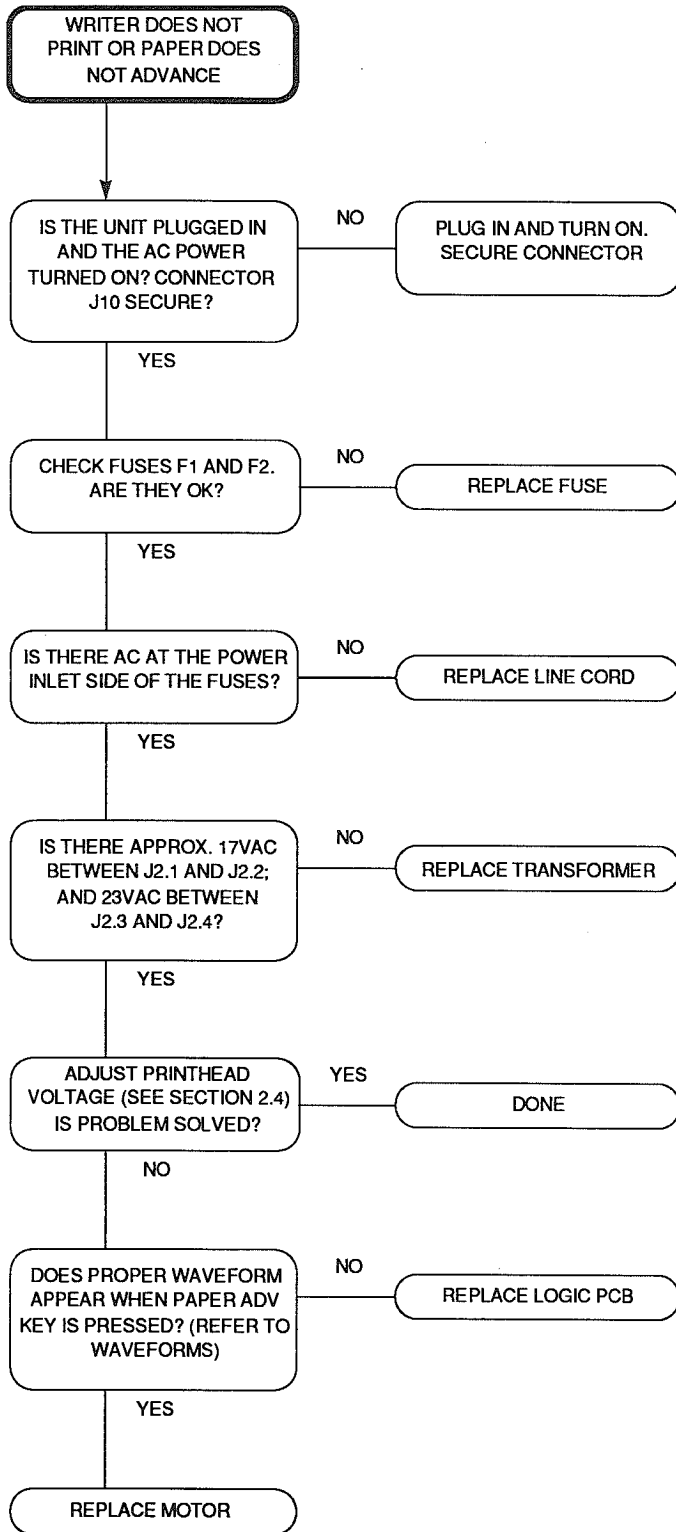 WRITER DOES NOT
PRINT OR PAPER DOES
NOT ADVANCE
IS THE UNIT PLUGGED IN
AND THE AC POWER
TURNED ON? CONNECTOR
J10 SECURE?
NO
PLUG IN AND TURN ON.
SECURE CONNECTOR
YES
CHECK FUSES F1 AND F2.
ARE THEY OK?
NO
REPLACE FUSE
YES
IS THERE AC AT THE POWER
INLET SIDE OF THE FUSES?
NO
REPLACE LINE CORD
YES
IS THERE APPROX. 17VAC
BETWEEN J2.1 AND J2.2;
AND 23VAC BETWEEN
J2.3 AND J2.4?
NO
REPLACE TRANSFORMER
YES
ADJUST PRINTHEAD
VOLTAGE (SEE SECTION 2.4)
IS PROBLEM SOLVED?
YES
DONE
NO
DOES PROPER WAVEFORM
APPEAR WHEN PAPER ADV
KEY IS PRESSED? (REFER TO
WAVEFORMS)
NO
REPLACE LOGIC PCB
YES
REPLACE MOTOR